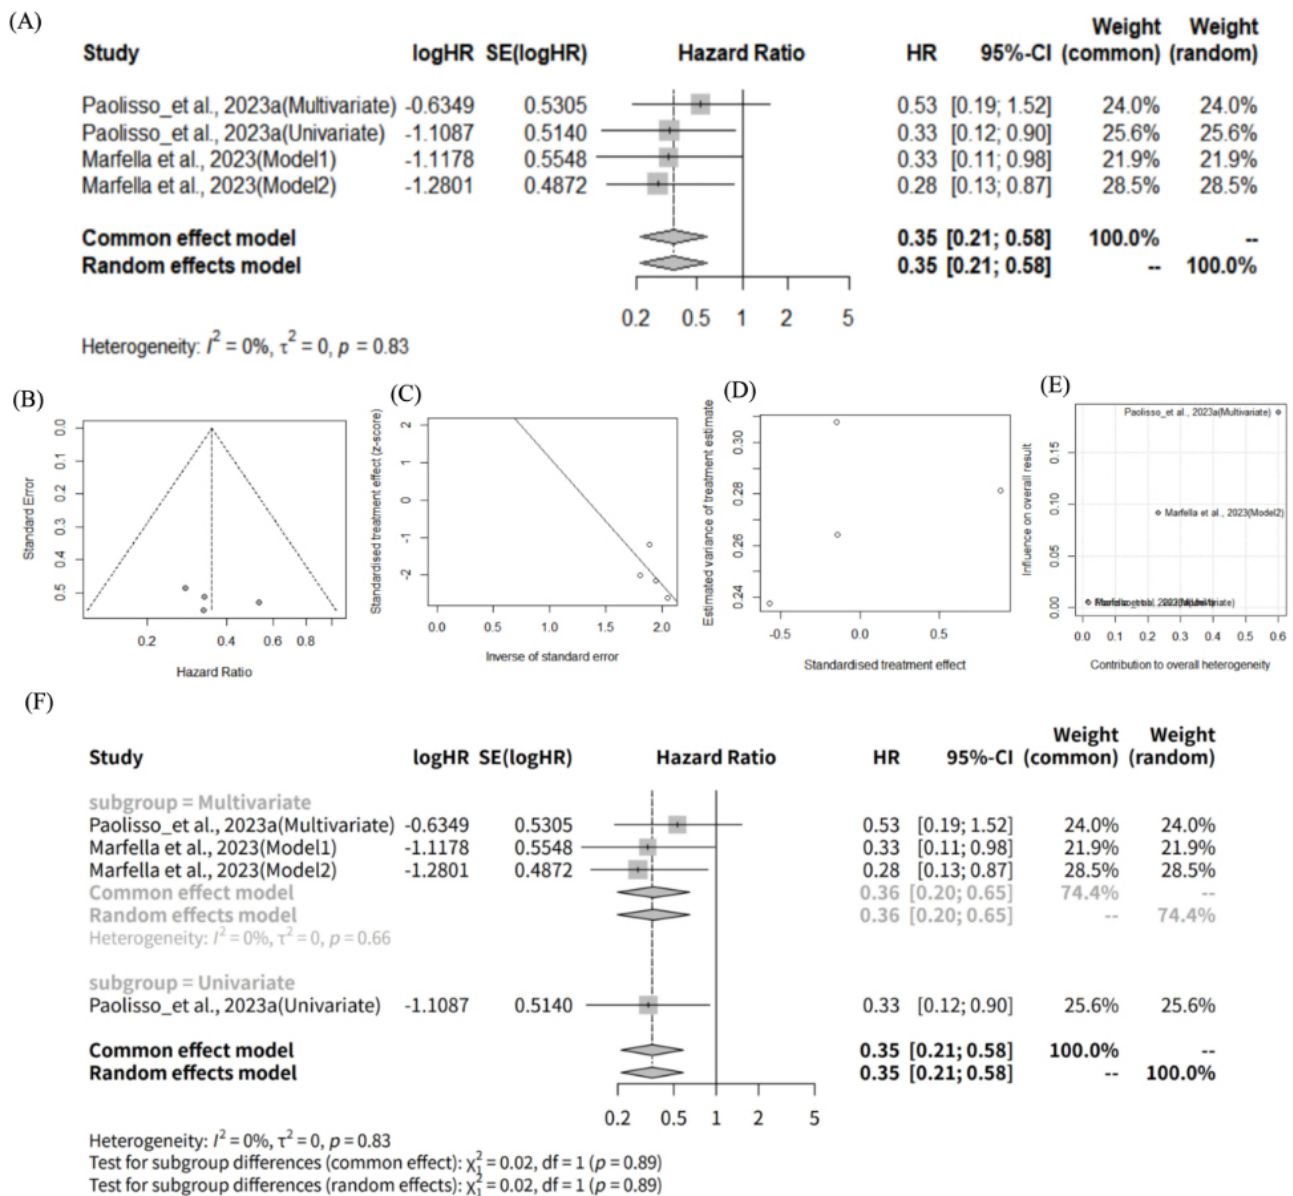 (A)
Weight Weight
Study logHR SE(logHR) Hazard Ratio HR 95%-CI (common) (random)
Paolisso_et al., 2023a(Multivariate) -0.6349 0.5305 0.53 [0.19; 1.52] 24.0% 24.0%
Paolisso_et al., 2023a(Univariate) -1.1087 0.5140 0.33 [0.12; 0.90] 25.6% 25.6%
Marfella et al., 2023(Model1) -1.1178 0.5548 0.33 [0.11; 0.98] 21.9% 21.9%
Marfella et al., 2023(Model2) -1.2801 0.4872 0.28 [0.13; 0.87] 28.5% 28.5%
Common effect model 0.35 [0.21; 0.58] 100.0% --
Random effects model 0.35 [0.21; 0.58] -- 100.0%
0.2 0.5 1 2 5
Heterogeneity: I² = 0%, τ² = 0, p = 0.83
(B)
Standard Error
0.0
0.1
0.2
0.3
0.4
0.5
0.2 0.4 0.6 0.8
Hazard Ratio
(C)
Standardised treatment effect (z-score)
2
1
0
-1
-2
0.0 0.5 1.0 1.5 2.0
Inverse of standard error
(D)
Estimated variance of treatment estimate
0.30
0.28
0.26
0.24
-0.5 0.0 0.5
Standardised treatment effect
(E)
Influence on overall result
0.15
0.10
0.05
0.00
Paolisso_et al., 2023a(Multivariate)
Marfella et al., 2023(Model2)
0.0 0.1 0.2 0.3 0.4 0.5 0.6
Contribution to overall heterogeneity
(F)
Weight Weight
Study logHR SE(logHR) Hazard Ratio HR 95%-CI (common) (random)
subgroup = Multivariate
Paolisso_et al., 2023a(Multivariate) -0.6349 0.5305 0.53 [0.19; 1.52] 24.0% 24.0%
Marfella et al., 2023(Model1) -1.1178 0.5548 0.33 [0.11; 0.98] 21.9% 21.9%
Marfella et al., 2023(Model2) -1.2801 0.4872 0.28 [0.13; 0.87] 28.5% 28.5%
Common effect model 0.36 [0.20; 0.65] 74.4% --
Random effects model 0.36 [0.20; 0.65] -- 74.4%
Heterogeneity: I² = 0%, τ² = 0, p = 0.66
subgroup = Univariate
Paolisso_et al., 2023a(Univariate) -1.1087 0.5140 0.33 [0.12; 0.90] 25.6% 25.6%
Common effect model 0.35 [0.21; 0.58] 100.0% --
Random effects model 0.35 [0.21; 0.58] -- 100.0%
0.2 0.5 1 2 5
Heterogeneity: I² = 0%, τ² = 0, p = 0.83
Test for subgroup differences (common effect): χ₁² = 0.02, df = 1 (p = 0.89)
Test for subgroup differences (random effects): χ₁² = 0.02, df = 1 (p = 0.89)